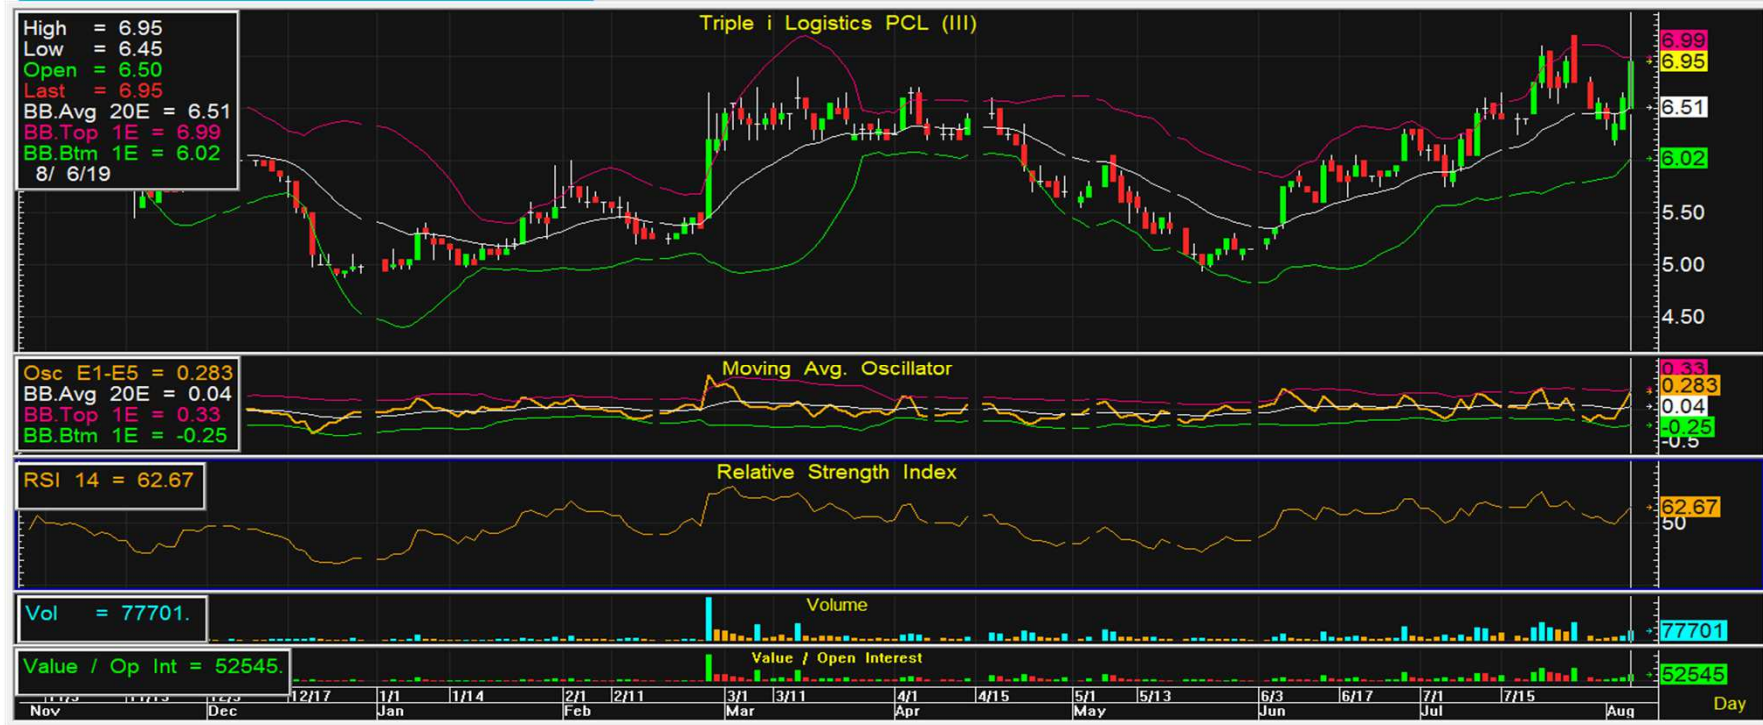 Triple i Logistics PCL (III)
High = 6.95
Low = 6.45
Open = 6.50
Last = 6.95
BB.Avg 20E = 6.51
BB.Top 1E = 6.99
BB.Btm 1E = 6.02
8/ 6/19
6.99
6.95
6.51
6.02
5.50
5.00
4.50
Moving Avg. Oscillator
Osc E1-E5 = 0.283
BB.Avg 20E = 0.04
BB.Top 1E = 0.33
BB.Btm 1E = -0.25
0.33
0.283
0.04
-0.25
-0.5
Relative Strength Index
RSI 14 = 62.67
62.67
50
Volume
Vol = 77701.
77701
Value / Open Interest
Value / Op Int = 52545.
52545
12/17 1/1 1/14 2/1 2/11 3/1 3/11 4/1 4/15 5/1 5/13 6/3 6/17 7/1 7/15
Nov Dec Jan Feb Mar Apr May Jun Jul Aug
Day